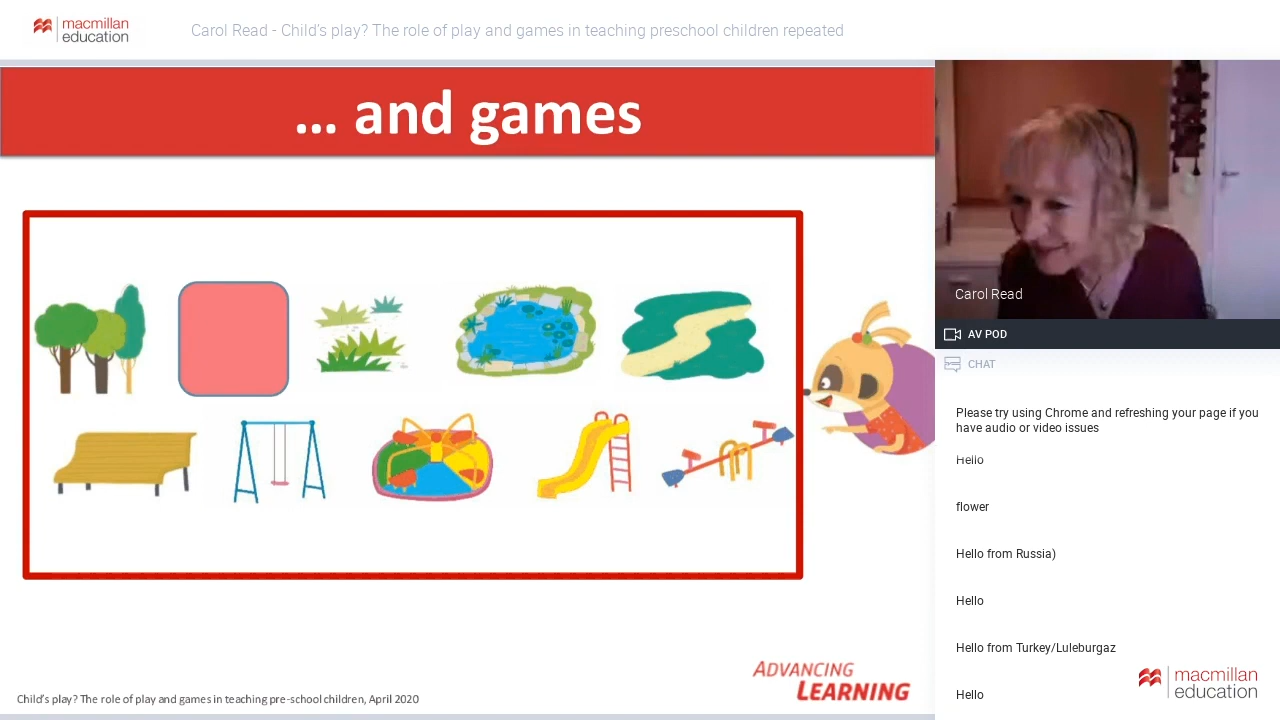 macmillan
education
Carol Read - Child's play? The role of play and games in teaching preschool children repeated
... and games
Child's play? The role of play and games in teaching pre-school children, April 2020
ADVANCING
LEARNING
Carol Read
AV POD
CHAT
Please try using Chrome and refreshing your page if you
have audio or video issues
Hello
flower
Hello from Russia)
Hello
Hello from Turkey/Luleburgaz
Hello
macmillan
education